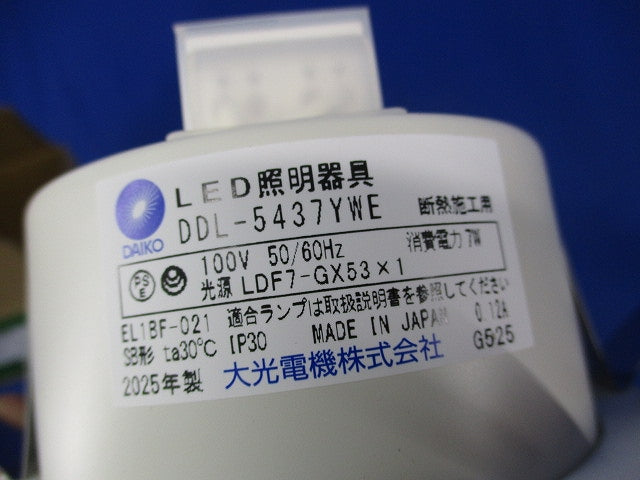 LED照明器具
DAIKO
DDL-5437YWE 断熱施工用
PS E 100V 50/60Hz 消費電力 7W
光源 LDF7-GX53×1
EL1BF-021 適合ランプは取扱説明書を参照してください
SB形 ta30℃ IP30 MADE IN JAPAN 0.12A
2025年製 大光電機株式会社 G525